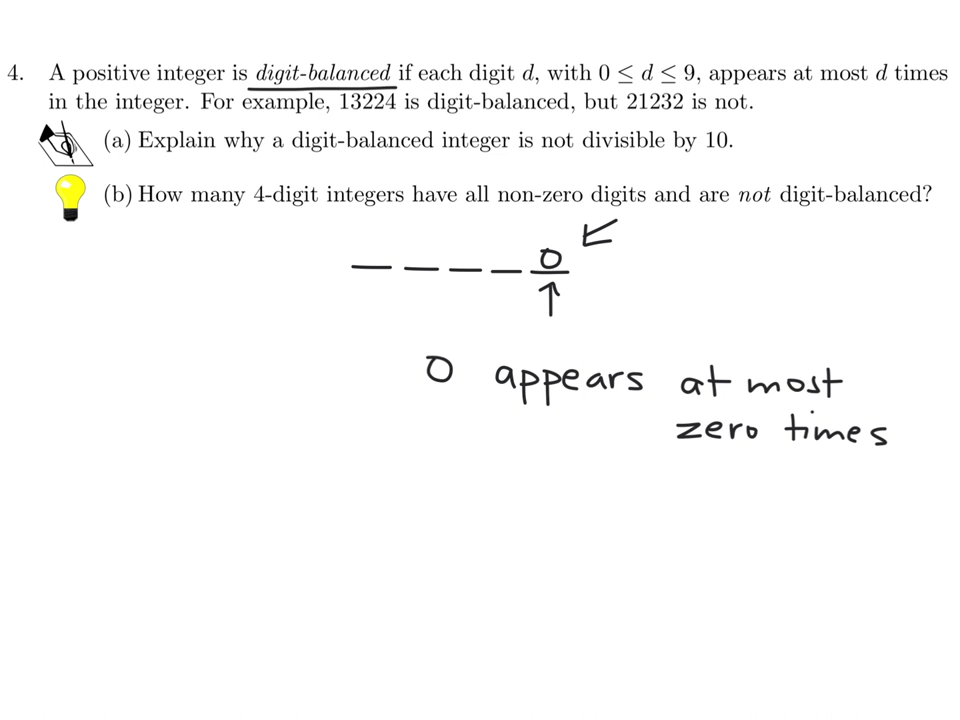 4. A positive integer is digit-balanced if each digit d, with 0 ≤ d ≤ 9, appears at most d times
in the integer. For example, 13224 is digit-balanced, but 21232 is not.
(a) Explain why a digit-balanced integer is not divisible by 10.
(b) How many 4-digit integers have all non-zero digits and are not digit-balanced?
0
0 appears at most
zero times